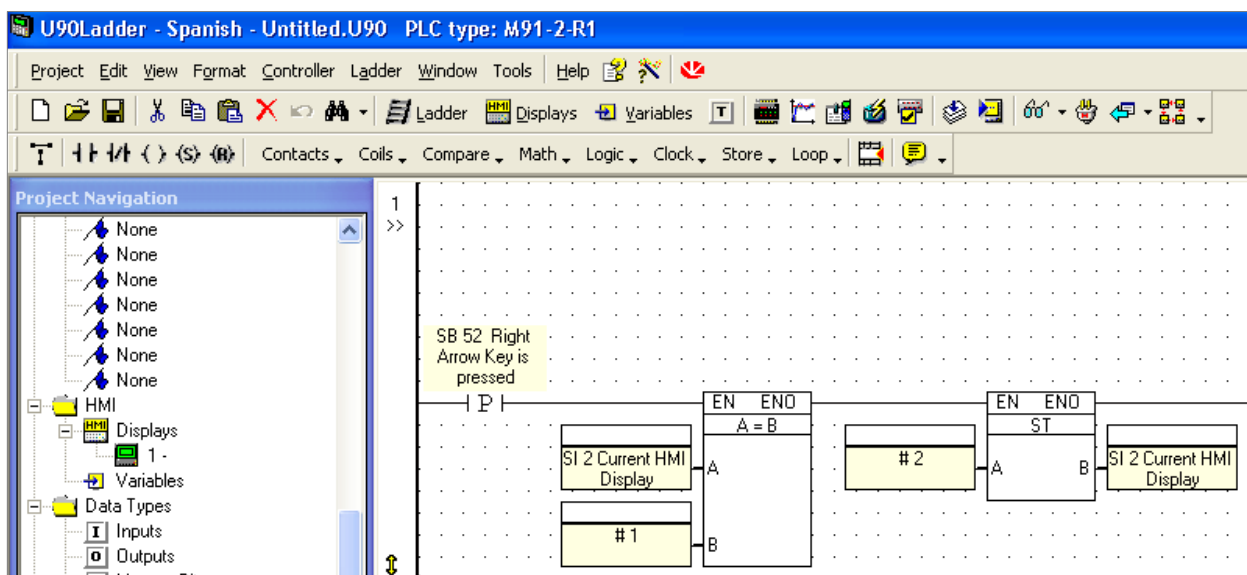 U90Ladder - Spanish - Untitled.U90 PLC type: M91-2-R1
Project Edit View Format Controller Ladder Window Tools Help
Ladder HMI Displays Variables T
Contacts Coils Compare Math Logic Clock Store Loop
Project Navigation
None
None
None
None
None
None
None
HMI
HMI Displays
1 -
Variables
Data Types
I Inputs
O Outputs
1
>>
SB 52 Right
Arrow Key is
pressed
P
EN ENO
A = B
SI 2 Current HMI
Display
A
# 1
B
EN ENO
ST
# 2
A B
SI 2 Current HMI
Display